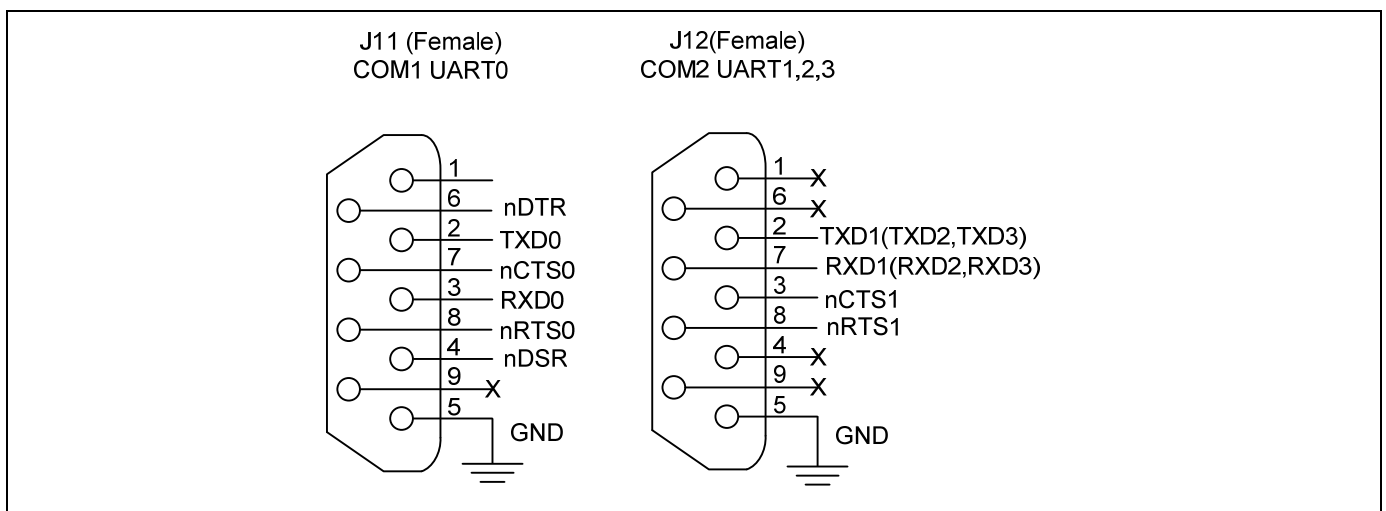 J11 (Female)
COM1 UART0
1
6 nDTR
2 TXD0
7 nCTS0
3 RXD0
8 nRTS0
4 nDSR
9 X
5
GND
J12(Female)
COM2 UART1,2,3
1 X
6 X
2 TXD1(TXD2,TXD3)
7 RXD1(RXD2,RXD3)
3 nCTS1
8 nRTS1
4 X
9 X
5
GND